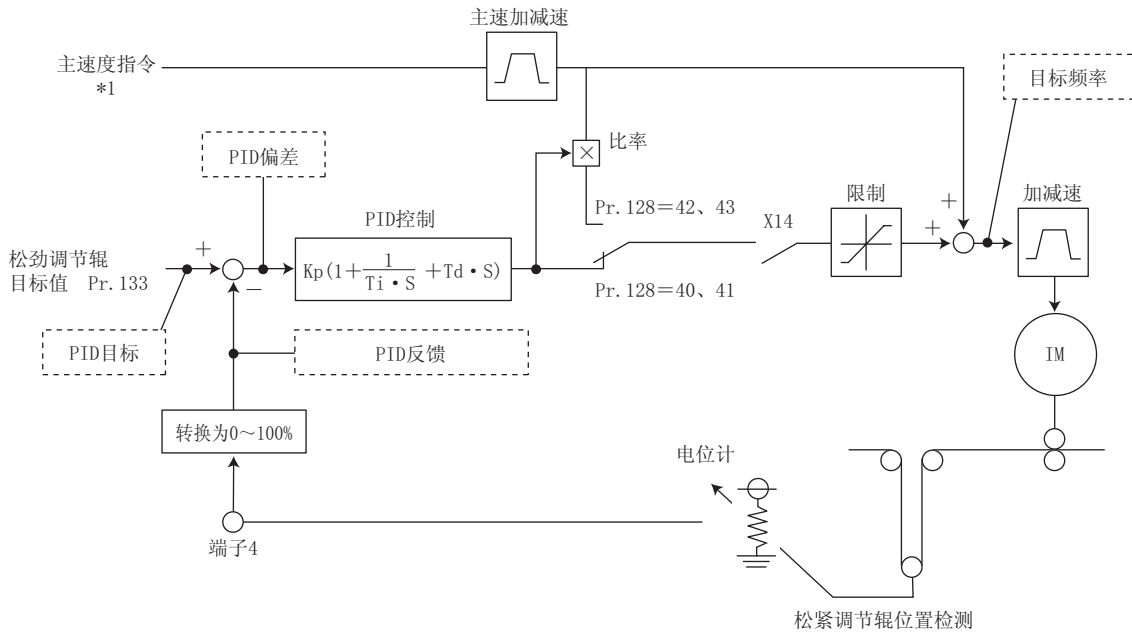 主速加减速
主速度指令
*1
目标频率
比率
PID偏差
Pr.128=42、43
限制
加减速
X14
PID控制
松劲调节辊
目标值 Pr.133
+
−
Kp(1+1/Ti・S+Td・S)
+
+
Pr.128=40、41
PID目标
PID反馈
IM
转换为0～100%
电位计
端子4
松紧调节辊位置检测